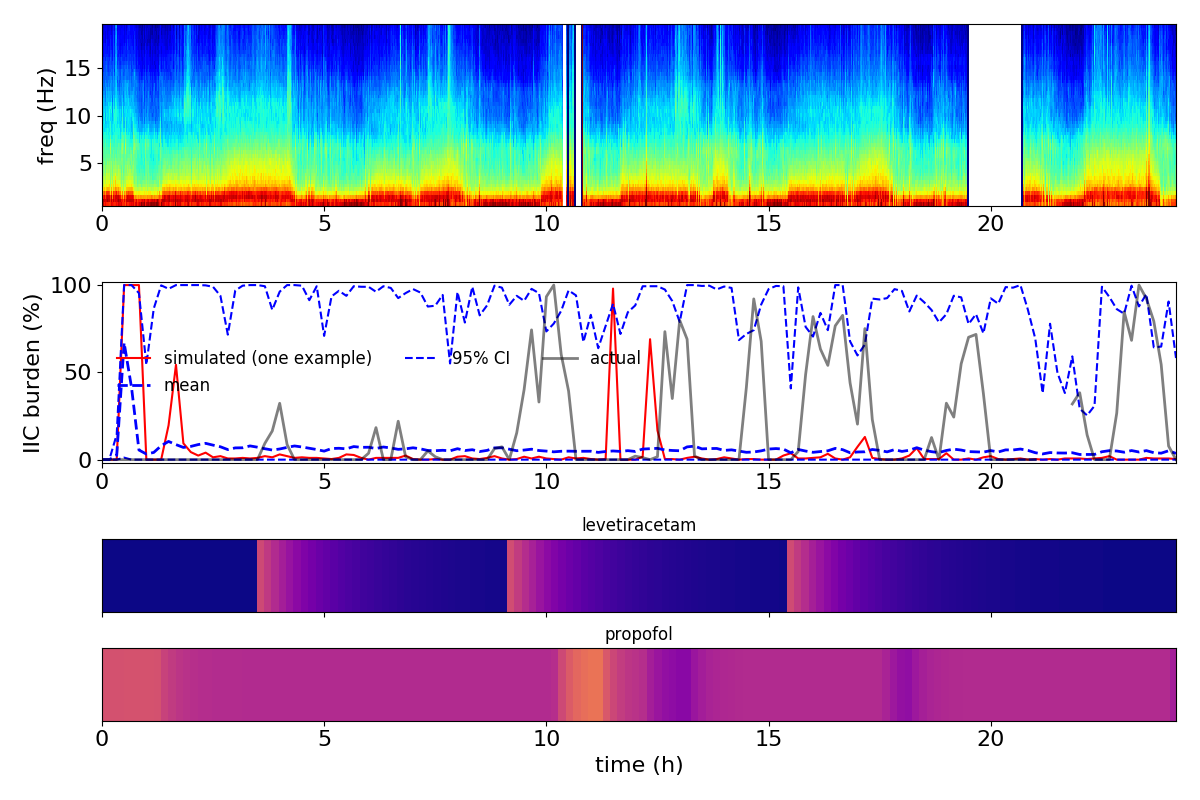 freq (Hz)
15
10
5
0 5 10 15 20
IIC burden (%)
100
50
0
simulated (one example) 95% CI actual
mean
0 5 10 15 20
levetiracetam
propofol
0 5 10 15 20
time (h)